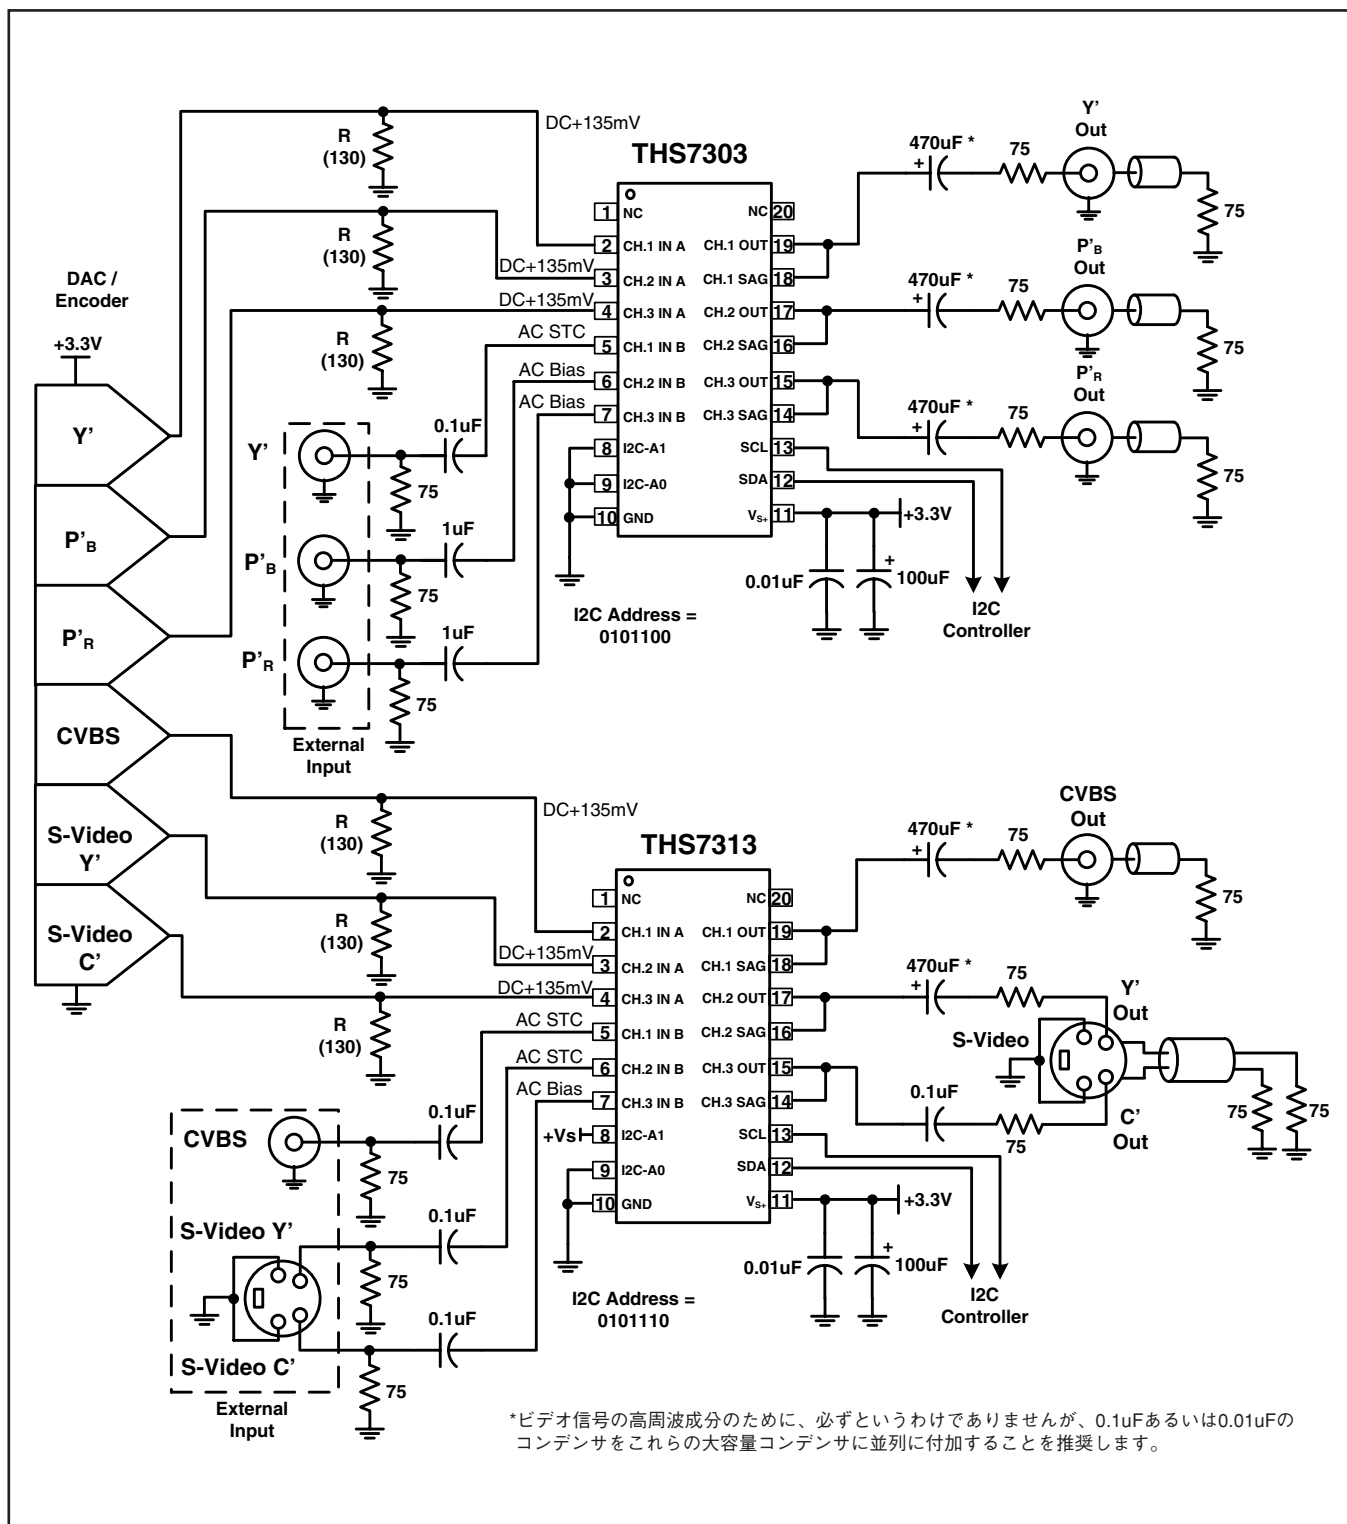 DAC /
Encoder
+3.3V
Y'
P'B
P'R
CVBS
S-Video
Y'
S-Video
C'
R
(130)
R
(130)
R
(130)
DC+135mV
DC+135mV
DC+135mV
AC STC
AC Bias
AC Bias
Y'
P'B
P'R
0.1uF
1uF
1uF
75
75
75
External
Input
THS7303
1 NC
2 CH.1 IN A
3 CH.2 IN A
4 CH.3 IN A
5 CH.1 IN B
6 CH.2 IN B
7 CH.3 IN B
8 I2C-A1
9 I2C-A0
10 GND
NC 20
CH.1 OUT 19
CH.1 SAG 18
CH.2 OUT 17
CH.2 SAG 16
CH.3 OUT 15
CH.3 SAG 14
SCL 13
SDA 12
VS+ 11
I2C Address =
0101100
470uF *
+
75
Y'
Out
75
470uF *
+
75
P'B
Out
75
470uF *
+
75
P'R
Out
75
+3.3V
0.01uF
+
100uF
I2C
Controller
R
(130)
R
(130)
R
(130)
DC+135mV
DC+135mV
DC+135mV
AC STC
AC STC
AC Bias
CVBS
S-Video Y'
S-Video C'
0.1uF
0.1uF
0.1uF
75
75
75
External
Input
+Vs
THS7313
1 NC
2 CH.1 IN A
3 CH.2 IN A
4 CH.3 IN A
5 CH.1 IN B
6 CH.2 IN B
7 CH.3 IN B
8 I2C-A1
9 I2C-A0
10 GND
NC 20
CH.1 OUT 19
CH.1 SAG 18
CH.2 OUT 17
CH.2 SAG 16
CH.3 OUT 15
CH.3 SAG 14
SCL 13
SDA 12
VS+ 11
I2C Address =
0101110
470uF *
+
75
CVBS
Out
75
470uF *
+
75
Y'
Out
S-Video
0.1uF
75
C'
Out
75
75
+3.3V
0.01uF
+
100uF
I2C
Controller
*ビデオ信号の高周波成分のために、必ずというわけでありませんが、0.1uFあるいは0.01uFの
コンデンサをこれらの大容量コンデンサに並列に付加することを推奨します。